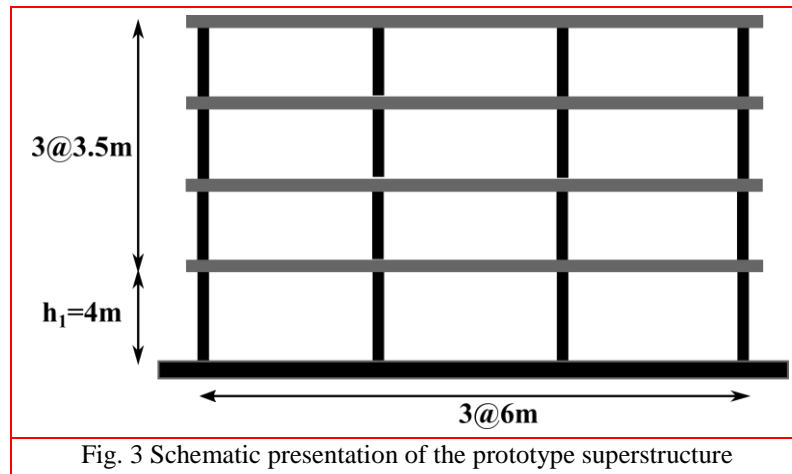 3@3.5m
h₁=4m
3@6m
Fig. 3 Schematic presentation of the prototype superstructure